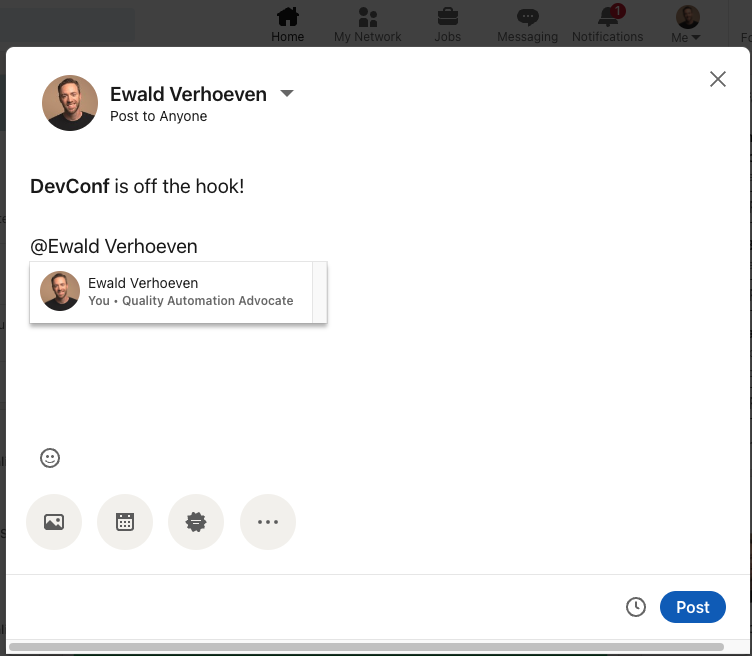 Home
My Network
Jobs
Messaging
1
Notifications
Me
Ewald Verhoeven
Post to Anyone
DevConf is off the hook!
@Ewald Verhoeven
Ewald Verhoeven
You • Quality Automation Advocate
Post